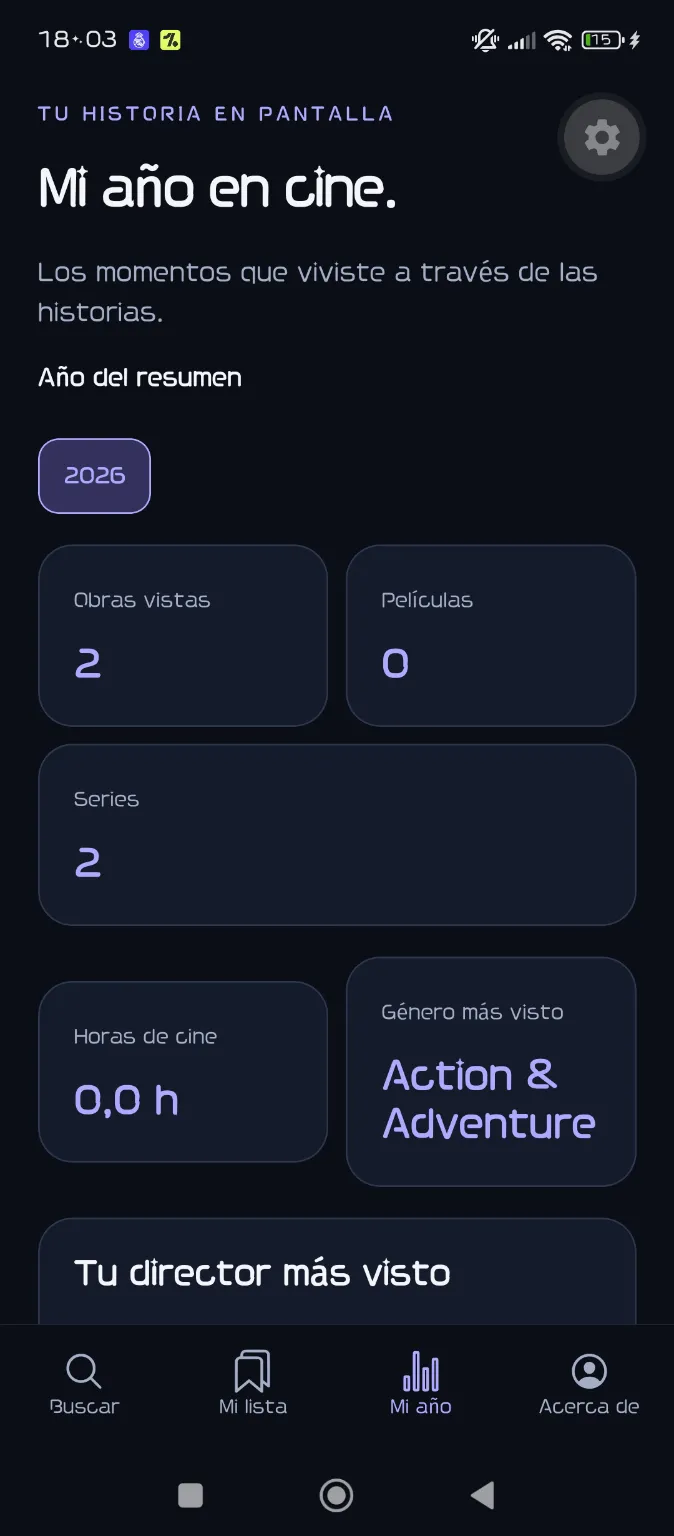 18:03
15
TU HISTORIA EN PANTALLA
Mi año en cine.
Los momentos que viviste a través de las
historias.
Año del resumen
2026
Obras vistas
2
Películas
0
Series
2
Horas de cine
0,0 h
Género más visto
Action &
Adventure
Tu director más visto
Buscar
Mi lista
Mi año
Acerca de